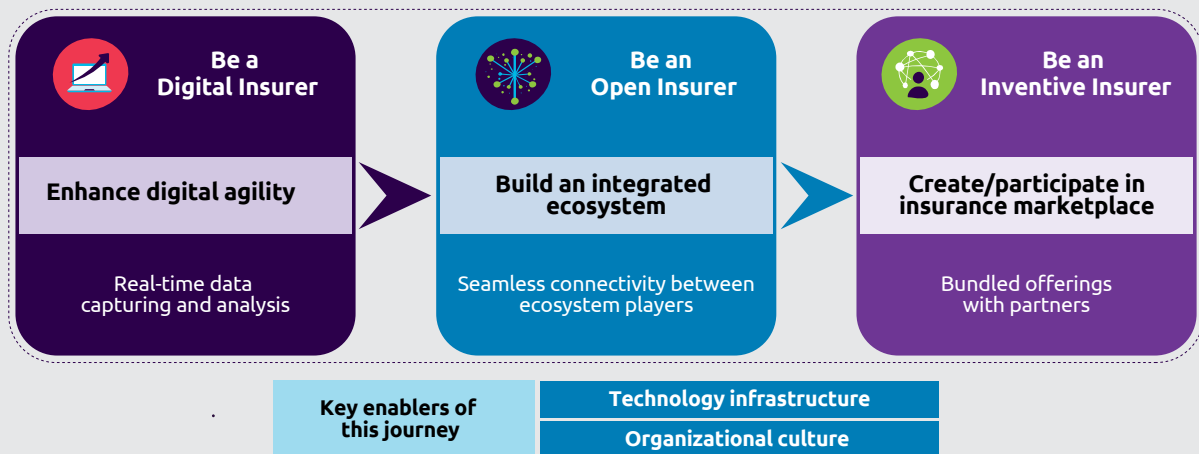 Be a
Digital Insurer
Enhance digital agility
Real-time data
capturing and analysis
Be an
Open Insurer
Build an integrated
ecosystem
Seamless connectivity between
ecosystem players
Be an
Inventive Insurer
Create/participate in
insurance marketplace
Bundled offerings
with partners
.
Key enablers of
this journey
Technology infrastructure
Organizational culture